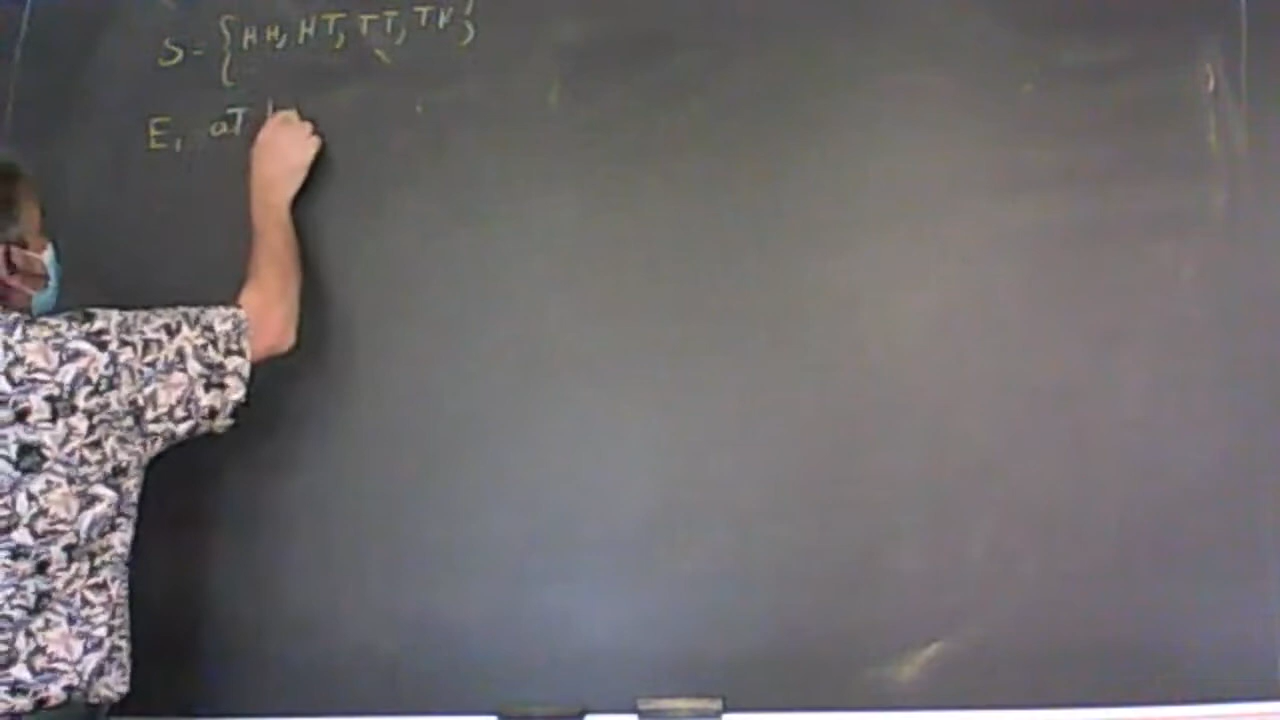 S = {HH, HT, TT, TH}
E₁ aT